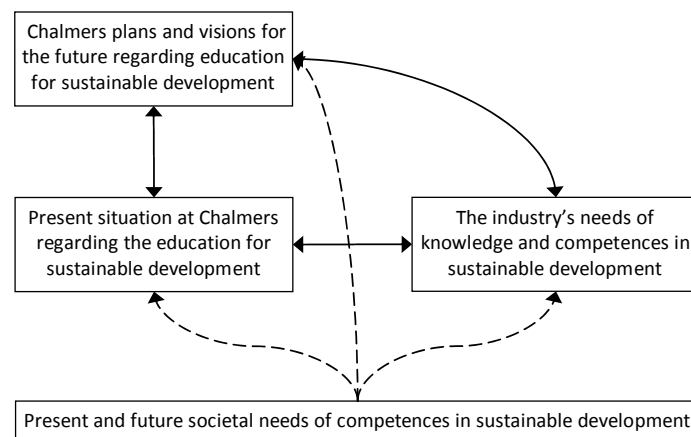 Chalmers plans and visions for
the future regarding education
for sustainable development
Present situation at Chalmers
regarding the education for
sustainable development
The industry’s needs of
knowledge and competences in
sustainable development
Present and future societal needs of competences in sustainable development